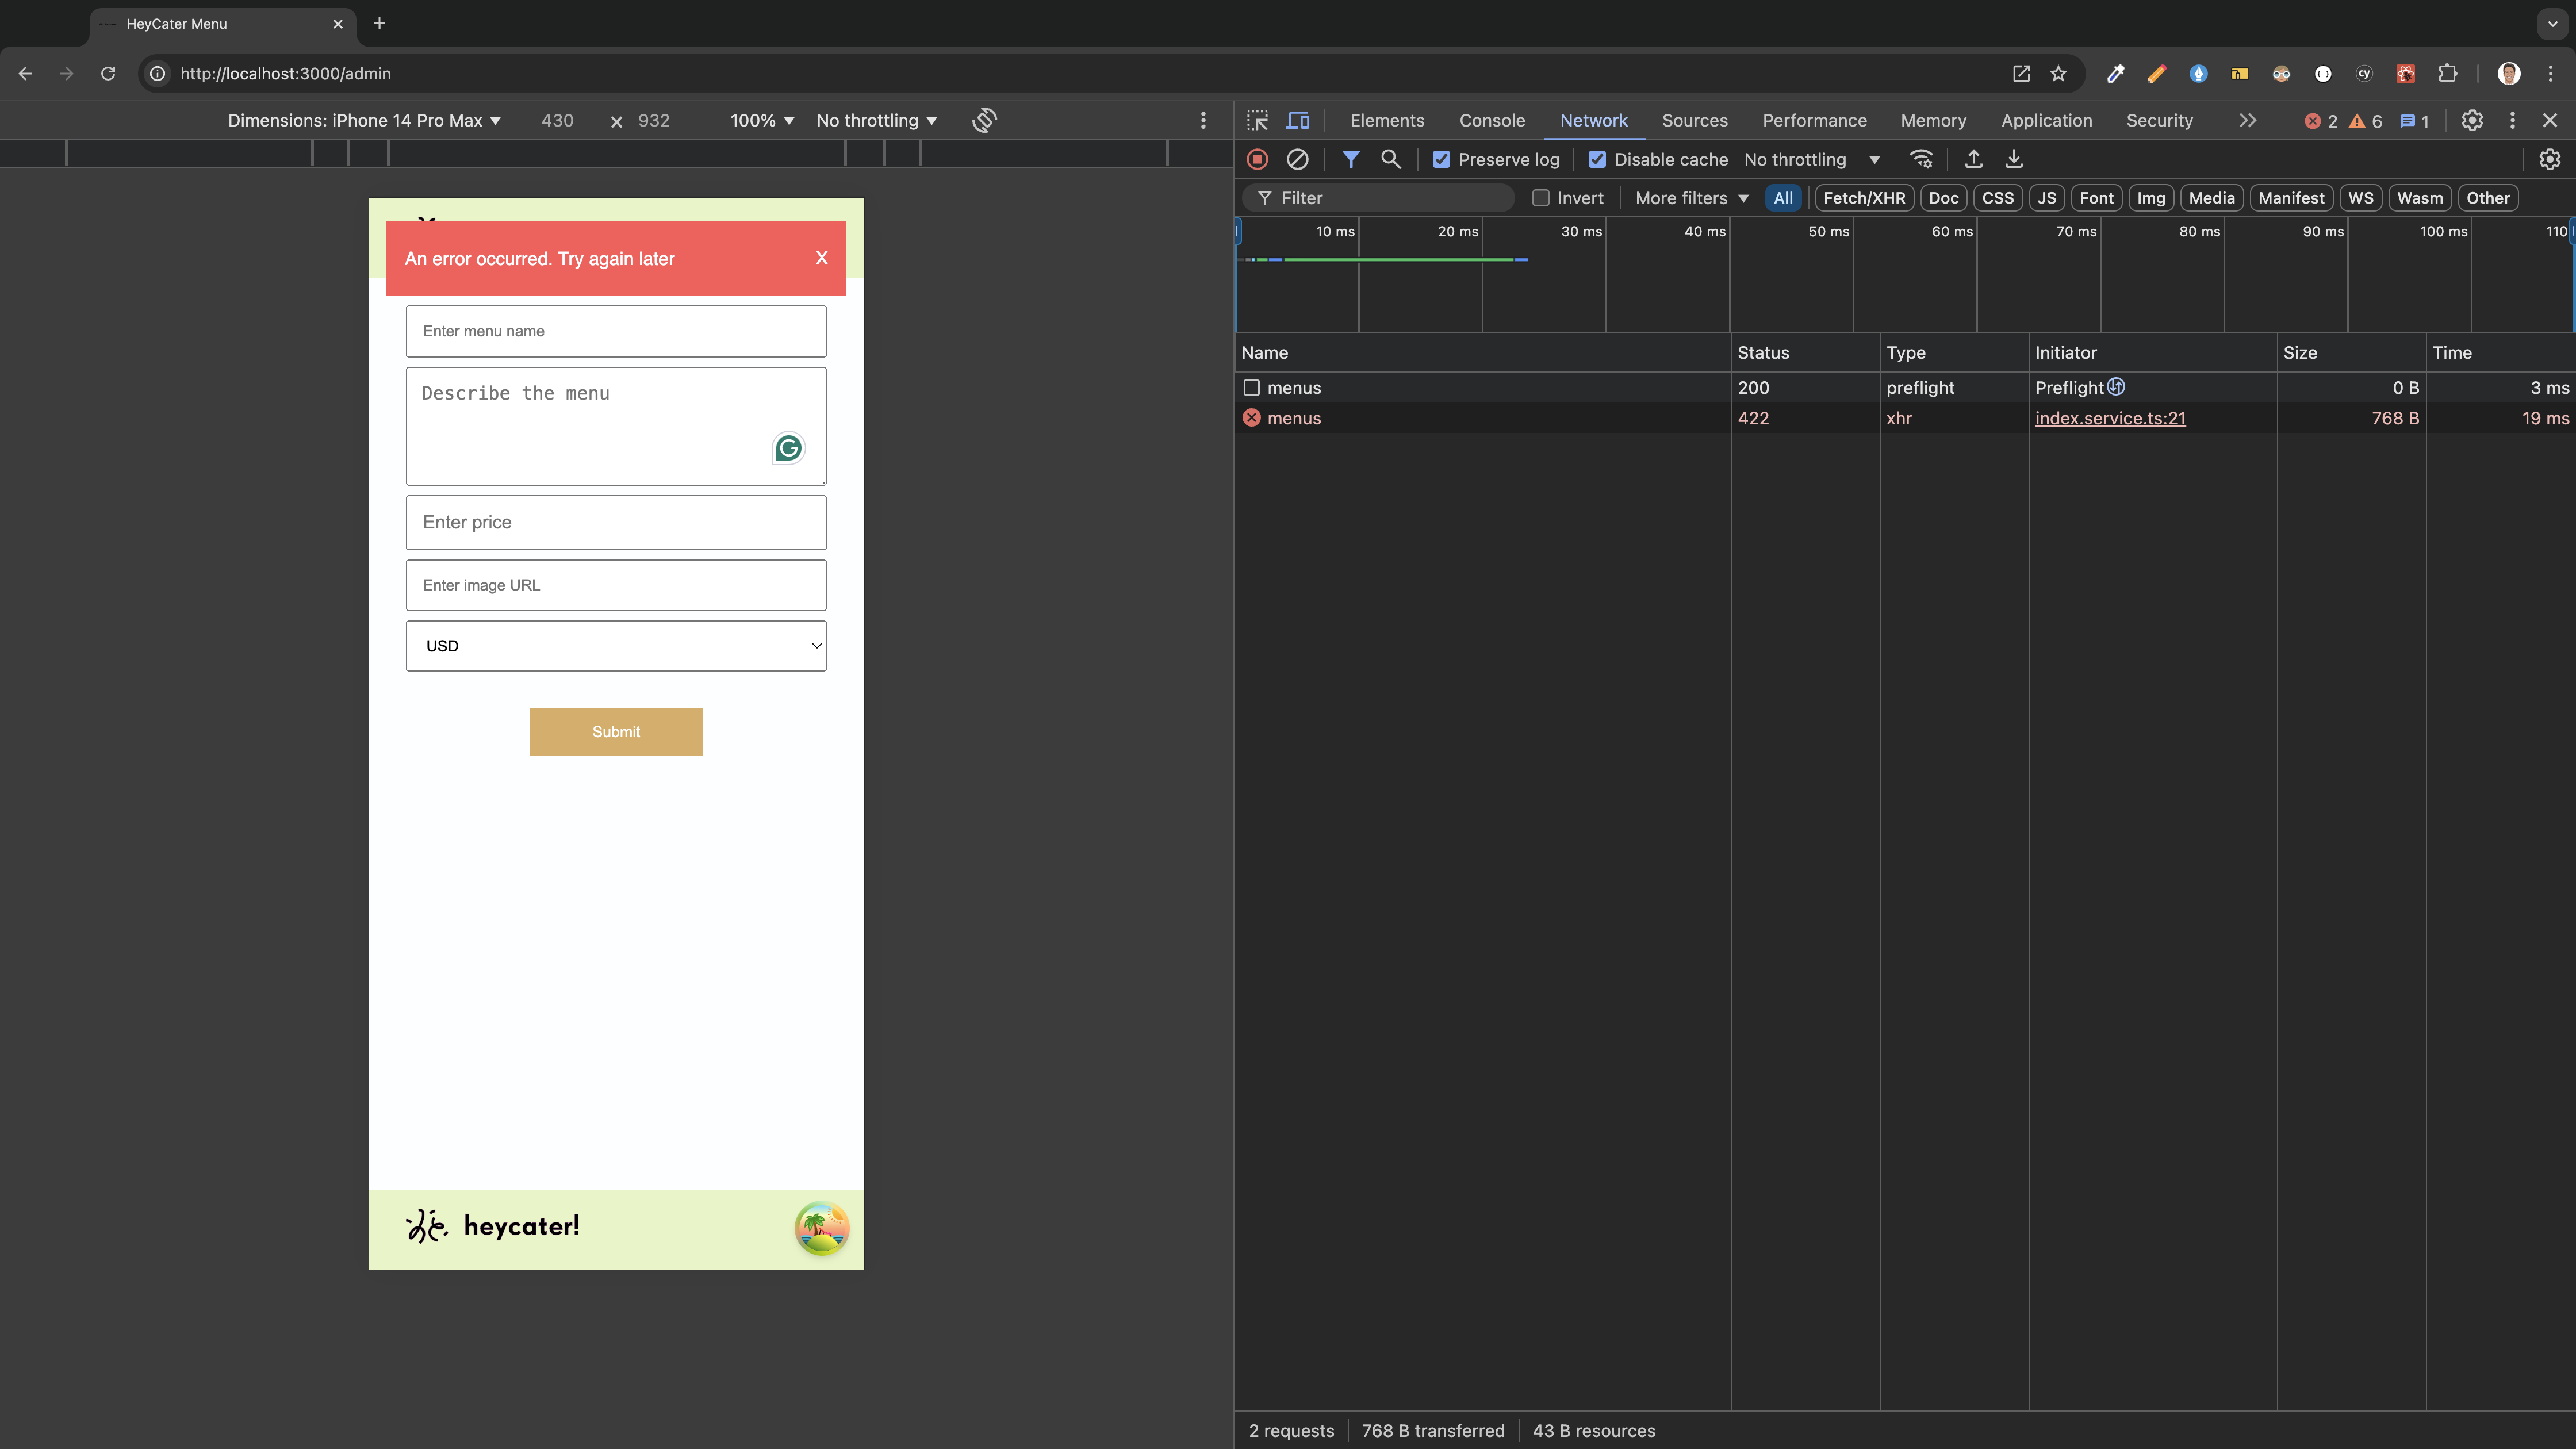 HeyCater Menu
http://localhost:3000/admin
Dimensions: iPhone 14 Pro Max 430 × 932 100% No throttling
Elements Console Network Sources Performance Memory Application Security 2 6 1
Preserve log Disable cache No throttling
Filter Invert More filters All Fetch/XHR Doc CSS JS Font Img Media Manifest WS Wasm Other
10 ms 20 ms 30 ms 40 ms 50 ms 60 ms 70 ms 80 ms 90 ms 100 ms 110
Name Status Type Initiator Size Time
menus 200 preflight Preflight 0 B 3 ms
menus 422 xhr index.service.ts:21 768 B 19 ms
2 requests 768 B transferred 43 B resources
An error occurred. Try again later X
Enter menu name
Describe the menu
Enter price
Enter image URL
USD
Submit
heycater!